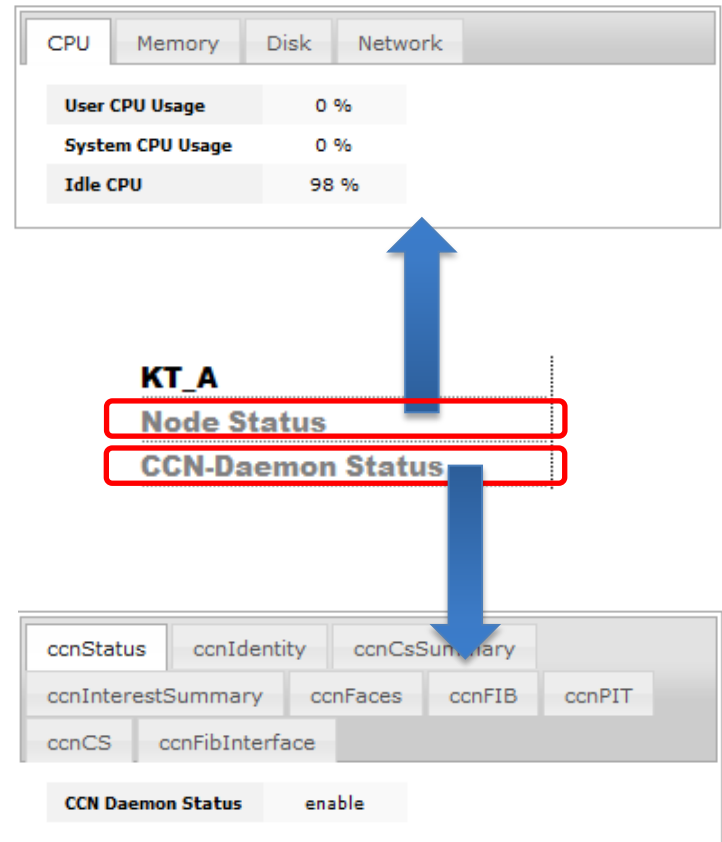 CPU Memory Disk Network
User CPU Usage 0 %
System CPU Usage 0 %
Idle CPU 98 %
KT_A
Node Status
CCN-Daemon Status
ccnStatus ccnIdentity ccnCsSummary
ccnInterestSummary ccnFaces ccnFIB ccnPIT
ccnCS ccnFibInterface
CCN Daemon Status enable